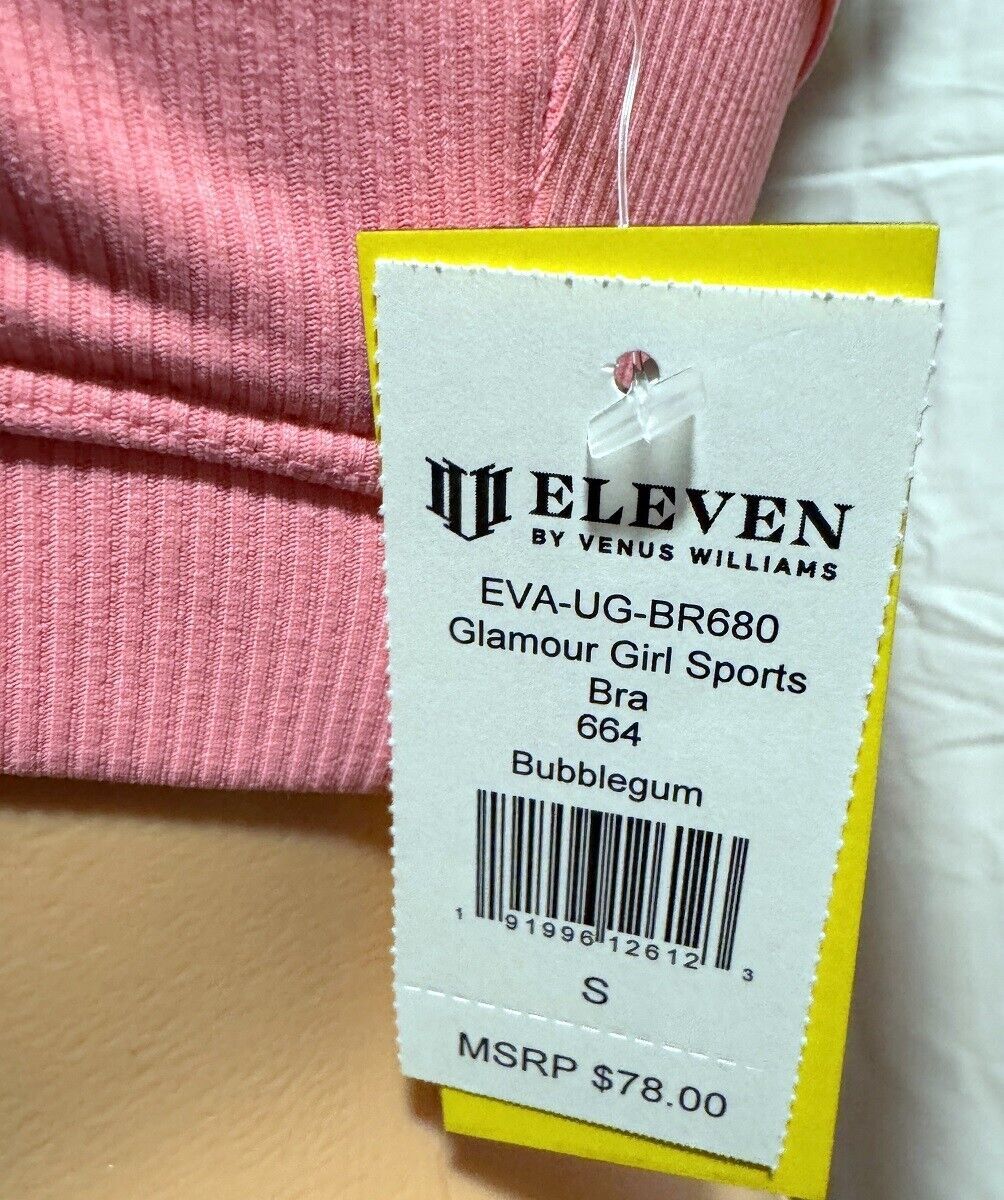 ELEVEN
BY VENUS WILLIAMS
EVA-UG-BR680
Glamour Girl Sports
Bra
664
Bubblegum
1 91996 12612 3
S
MSRP $78.00